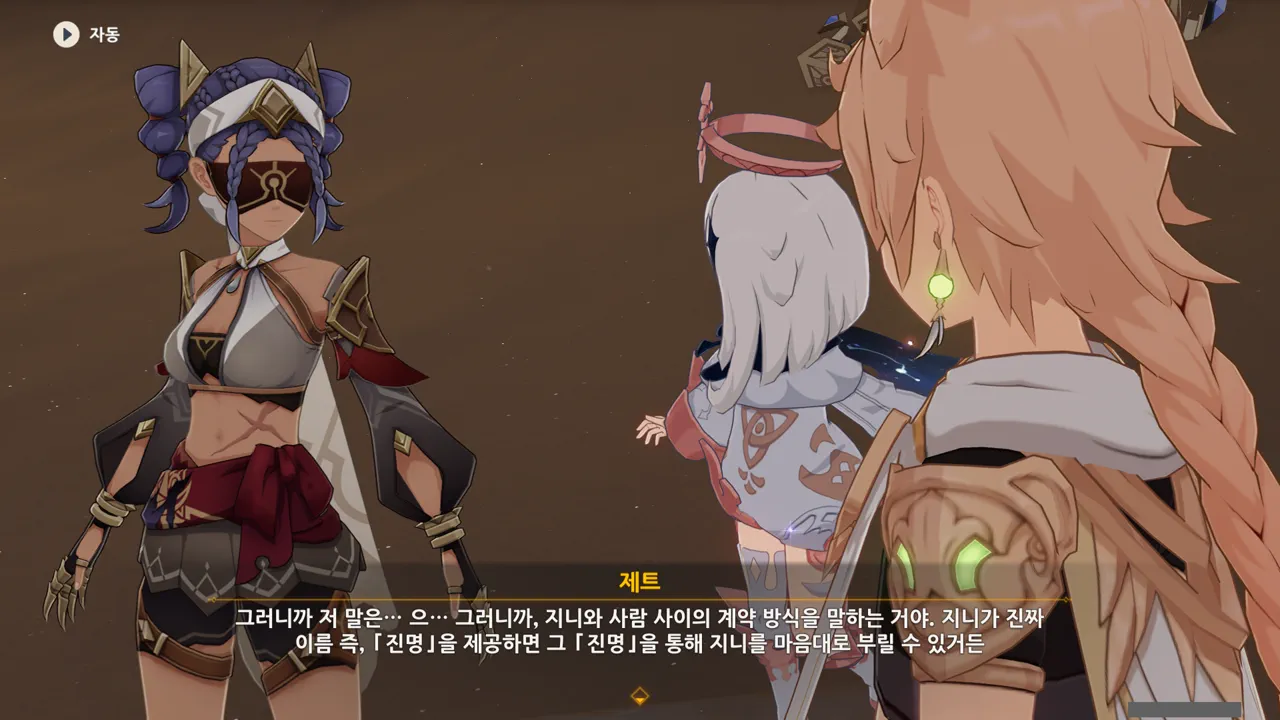 자동
제트
그러니까 저 말은… 으… 그러니까, 지니와 사람 사이의 계약 방식을 말하는 거야. 지니가 진짜
이름 즉, 「진명」을 제공하면 그 「진명」을 통해 지니를 마음대로 부릴 수 있거든